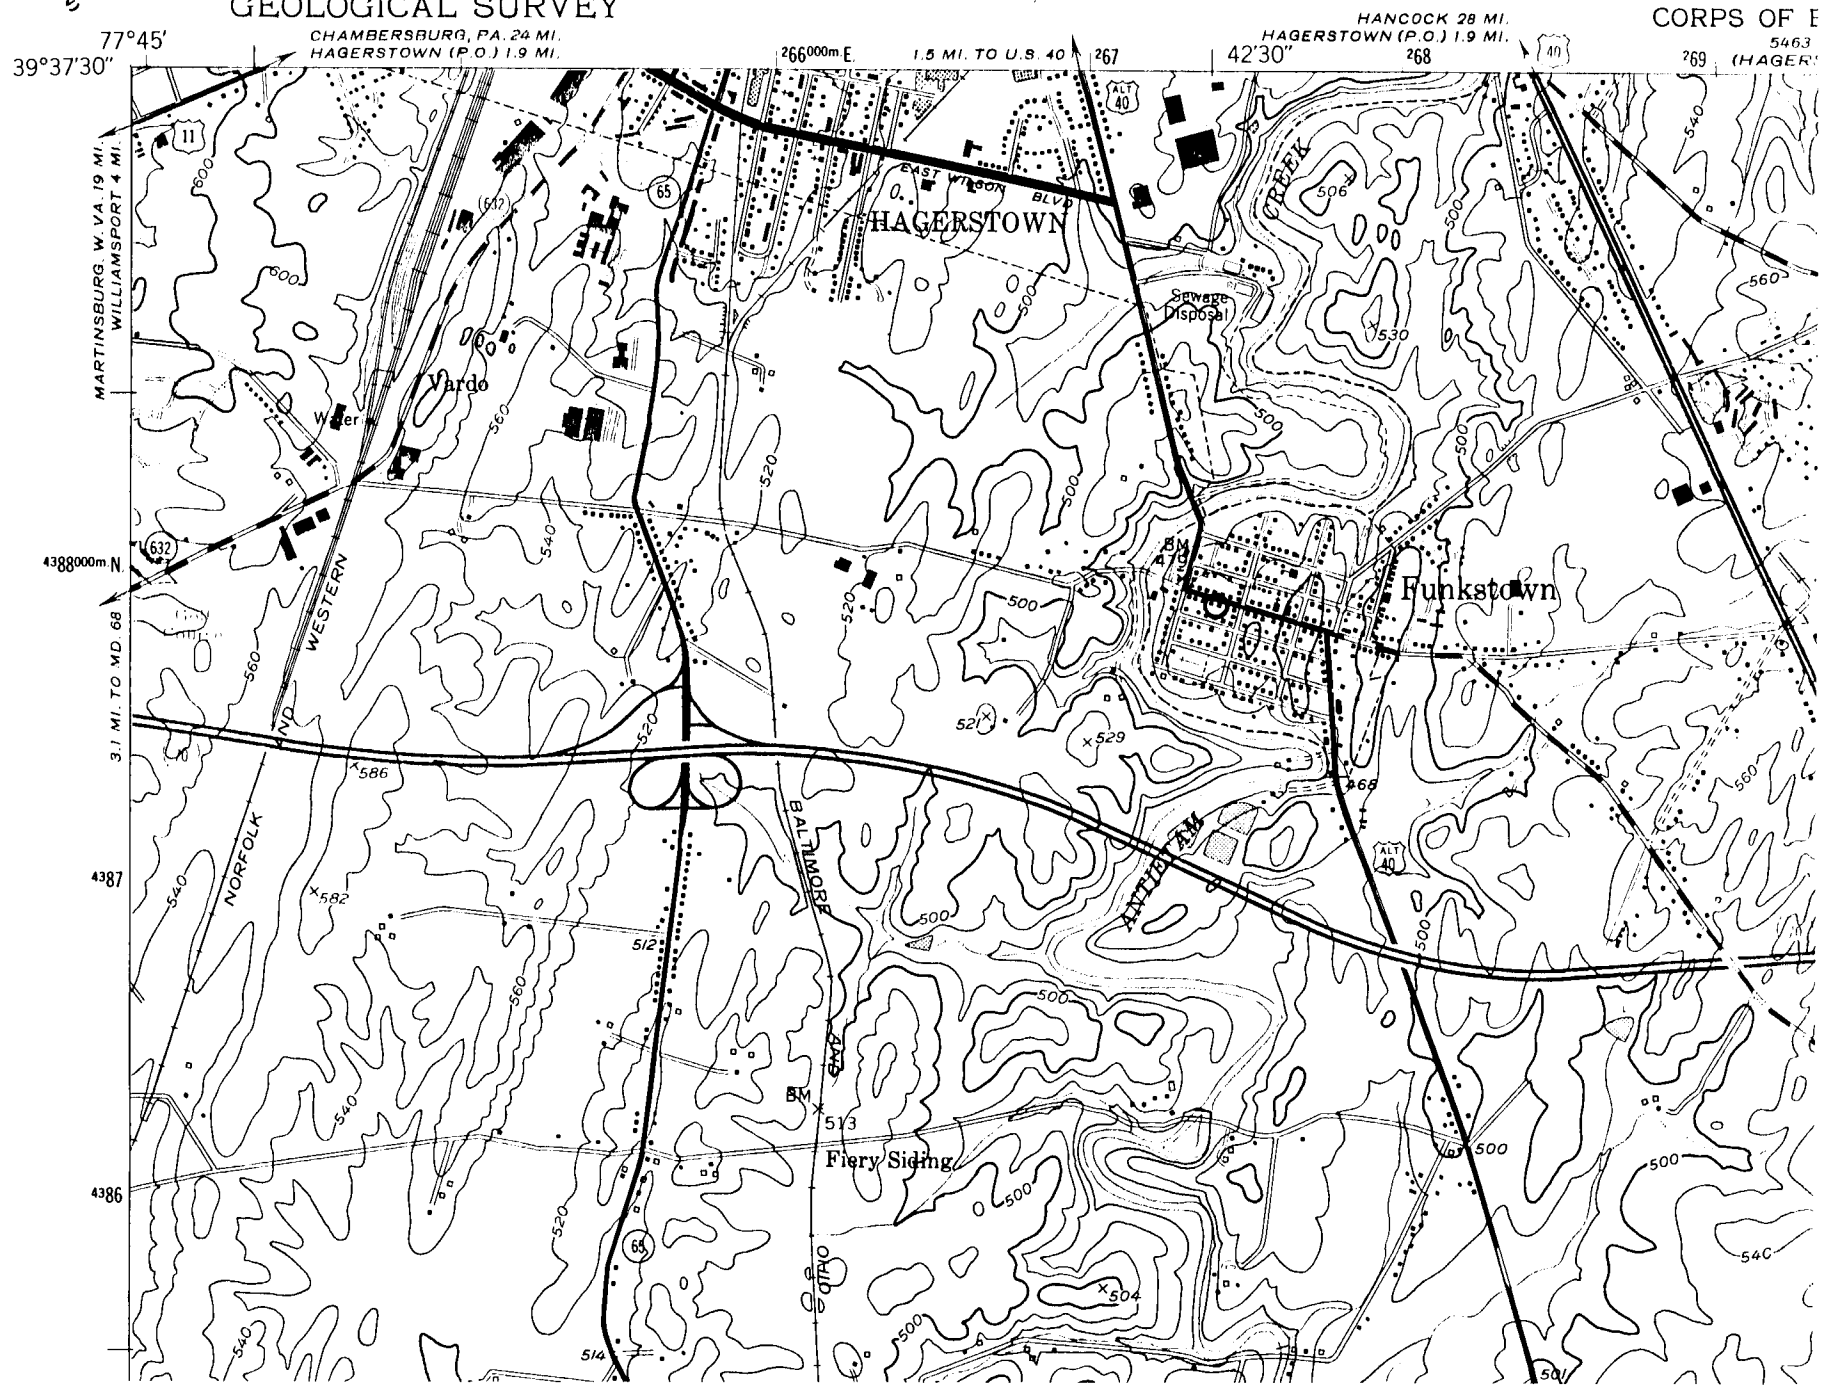 GEOLOGICAL SURVEY
CORPS OF E
77°45'
CHAMBERSBURG, PA. 24 MI.
HAGERSTOWN (P.O.) 1.9 MI.
HANCOCK 28 MI.
HAGERSTOWN (P.O.) 1.9 MI.
5463
(HAGERS
39°37'30"
266000m.E.
1.5 MI. TO U.S. 40
267
42'30"
268
40
269
ALT
40
11
MARTINSBURG, W. VA. 19 MI.
WILLIAMSPORT 4 MI.
600
65
632
EAST WILSON
BLVD
HAGERSTOWN
CREEK
506
500
540
600
560
500
Sewage
Disposal
530
Vardo
Water
560
500
500
520
500
540
632
4388000m.N.
BM
479
Funkstown
WESTERN
500
520
560
3.1 MI. TO MD. 68
AND
520
521
529
586
468
560
NORFOLK
BALTIMORE
ANTIETAM
ALT
40
4387
540
582
500
500
512
560
500
AND
540
BM
513
500
Fiery Siding
500
4386
500
520
65
540
OHIO
504
500
540
514
501